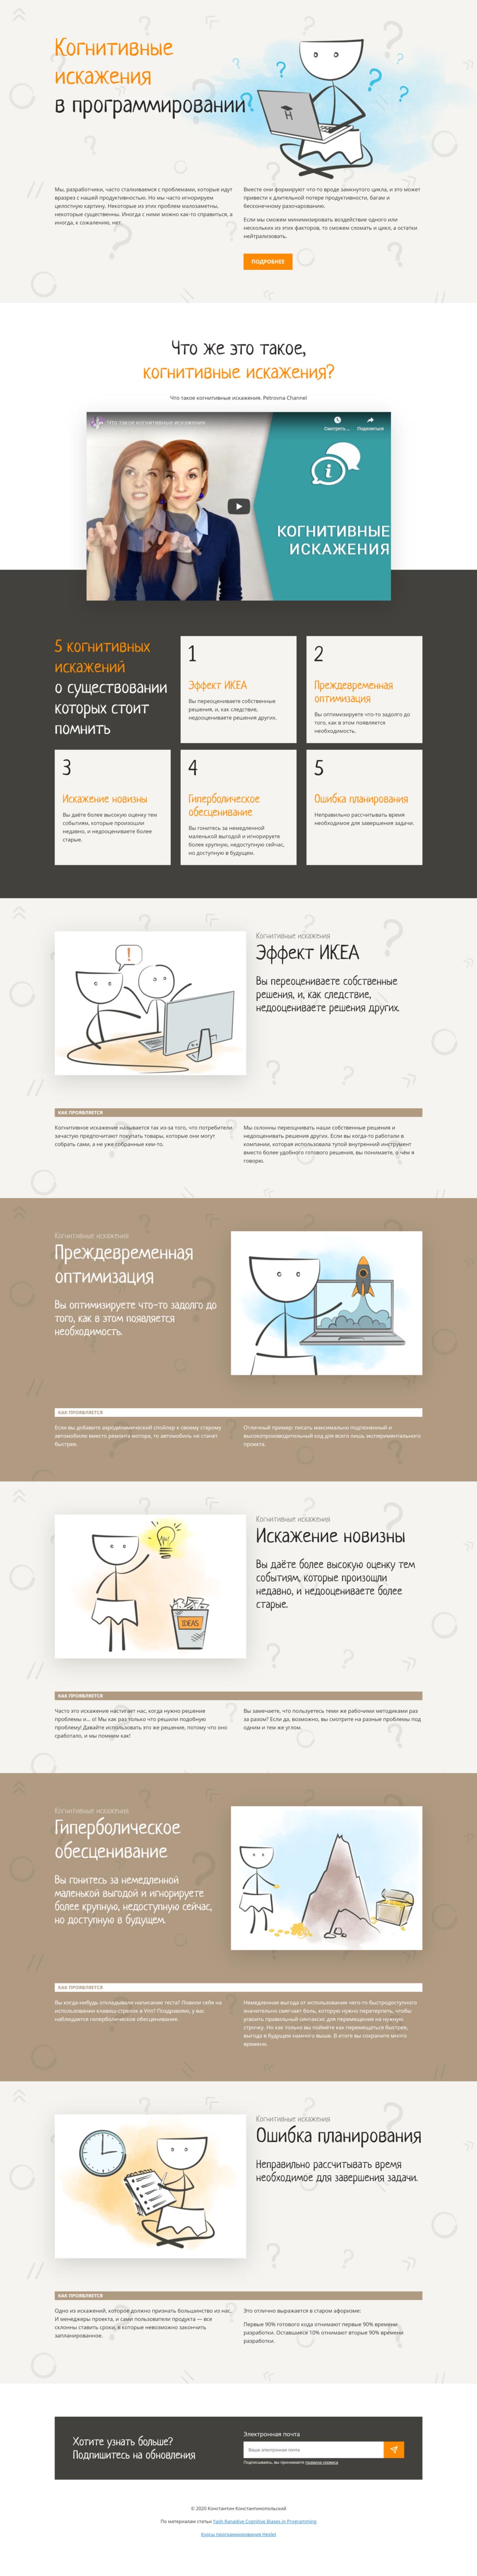 Когнитивные
искажения
в программировании
Мы, разработчики, часто сталкиваемся с проблемами, которые идут
вразрез с нашей продуктивностью. Но мы часто игнорируем
целостную картину. Некоторые из этих проблем малозаметны,
некоторые существенны. Иногда с ними можно как-то справиться, а
иногда, к сожалению, нет.
Вместе они формируют что-то вроде замкнутого цикла, и это может
привести к длительной потере продуктивности, багам и
бесконечному разочарованию.
Если мы сможем минимизировать воздействие одного или
нескольких из этих факторов, то сможем сломать и цикл, а остатки
нейтрализовать.
ПОДРОБНЕЕ
Что же это такое,
когнитивные искажения?
Что такое когнитивные искажения. Petrovna Channel
Что такое когнитивные искажения
Смотреть...
Поделиться
КОГНИТИВНЫЕ
ИСКАЖЕНИЯ
5 когнитивных
искажений
о существовании
которых стоит
помнить
1
Эффект ИКЕА
Вы переоцениваете собственные
решения, и, как следствие,
недооцениваете решения других.
2
Преждевременная
оптимизация
Вы оптимизируете что-то задолго до
того, как в этом появляется
необходимость.
3
Искажение новизны
Вы даёте более высокую оценку тем
событиям, которые произошли
недавно, и недооцениваете более
старые.
4
Гиперболическое
обесценивание
Вы гонитесь за немедленной
маленькой выгодой и игнорируете
более крупную, недоступную сейчас,
но доступную в будущем.
5
Ошибка планирования
Неправильно рассчитывать время
необходимое для завершения задачи.
Когнитивные искажения
Эффект ИКЕА
Вы переоцениваете собственные
решения, и, как следствие,
недооцениваете решения других.
КАК ПРОЯВЛЯЕТСЯ
Когнитивное искажение называется так из-за того, что потребители
зачастую предпочитают покупать товары, которые они могут
собрать сами, а не уже собранные кем-то.
Мы склонны переоценивать наши собственные решения и
недооценивать решения других. Если вы когда-то работали в
компании, которая использовала тупой внутренний инструмент
вместо более удобного готового решения, вы понимаете, о чём я
говорю.
Когнитивные искажения
Преждевременная
оптимизация
Вы оптимизируете что-то задолго до
того, как в этом появляется
необходимость.
КАК ПРОЯВЛЯЕТСЯ
Если вы добавите аэродинамический спойлер к своему старому
автомобилю вместо ремонта мотора, то автомобиль не станет
быстрее.
Отличный пример: писать максимально подтюненный и
высокопроизводительный код для всего лишь экспериментального
проекта.
Когнитивные искажения
Искажение новизны
Вы даёте более высокую оценку тем
событиям, которые произошли
недавно, и недооцениваете более
старые.
IDEAS
КАК ПРОЯВЛЯЕТСЯ
Часто это искажение настигает нас, когда нужно решение
проблемы и... о! Мы как раз только что решили подобную
проблему! Давайте использовать это же решение, потому что оно
сработало, и мы помним как!
Вы замечаете, что пользуетесь теми же рабочими методиками раз
за разом? Если да, возможно, вы смотрите на разные проблемы под
одним и тем же углом.
Когнитивные искажения
Гиперболическое
обесценивание
Вы гонитесь за немедленной
маленькой выгодой и игнорируете
более крупную, недоступную сейчас,
но доступную в будущем.
КАК ПРОЯВЛЯЕТСЯ
Вы когда-нибудь откладывали написание теста? Ловили себя на
использовании клавиш-стрелок в Vim? Поздравляю, у вас
наблюдается гиперболическое обесценивание.
Немедленная выгода от использования чего-то быстродоступного
значительно смягчает боль, которую нужно перетерпеть, чтобы
усвоить правильный синтаксис для перемещения на нужную
строчку. Но как только вы поймёте как перемещаться быстрее,
выгода в будущем намного выше. В итоге вы сохраните много
времени.
Когнитивные искажения
Ошибка планирования
Неправильно рассчитывать время
необходимое для завершения задачи.
КАК ПРОЯВЛЯЕТСЯ
Одно из искажений, которое должно признать большинство из нас.
И менеджеры проекта, и сами пользователи продукта — все
склонны ставить сроки, в которые невозможно закончить
запланированное.
Это отлично выражается в старом афоризме:
Первые 90% готового кода отнимают первые 90% времени
разработки. Оставшиеся 10% отнимают вторые 90% времени
разработки.
Хотите узнать больше?
Подпишитесь на обновления
Электронная почта
Ваша электронная почта
Подписываясь, вы принимаете правила сервиса
© 2020 Константин Константинопольский
По материалам статьи Yash Ranadive Cognitive Biases in Programming
Курсы программирования Hexlet